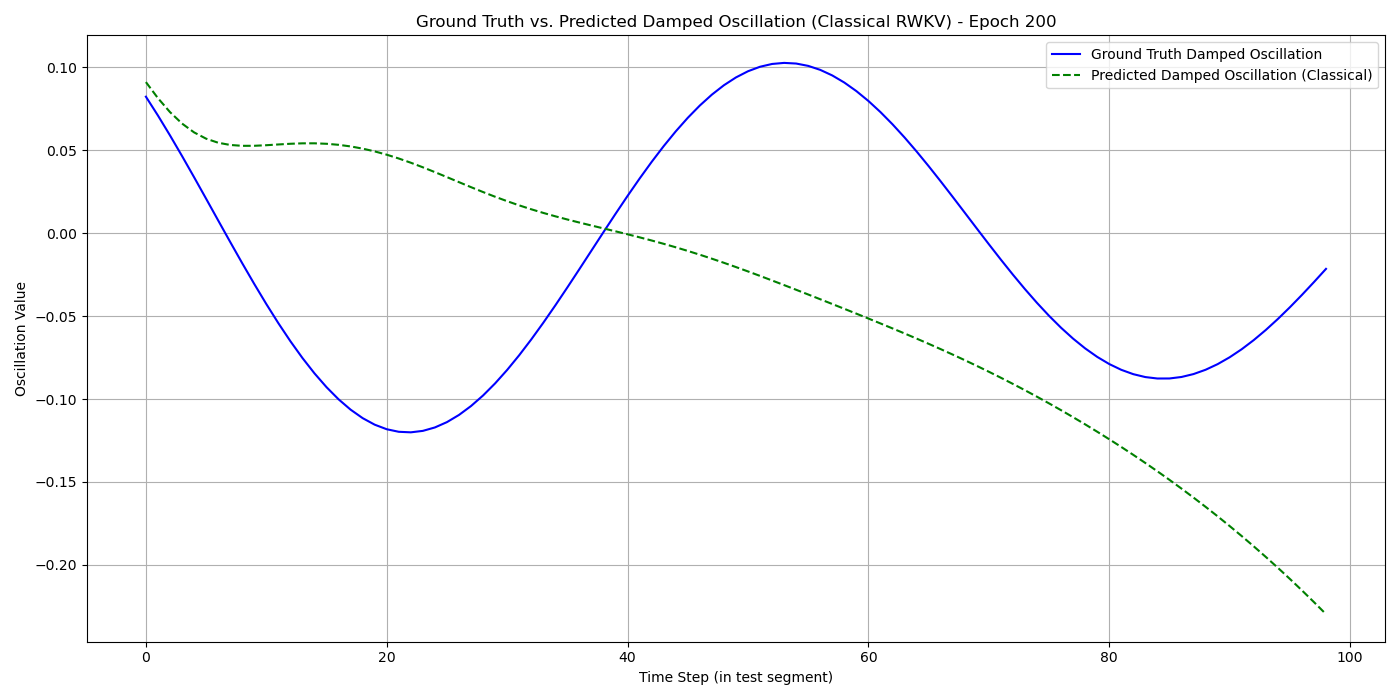 Ground Truth vs. Predicted Damped Oscillation (Classical RWKV) - Epoch 200
Ground Truth Damped Oscillation
Predicted Damped Oscillation (Classical)
Oscillation Value
0.10
0.05
0.00
−0.05
−0.10
−0.15
−0.20
0 20 40 60 80 100
Time Step (in test segment)